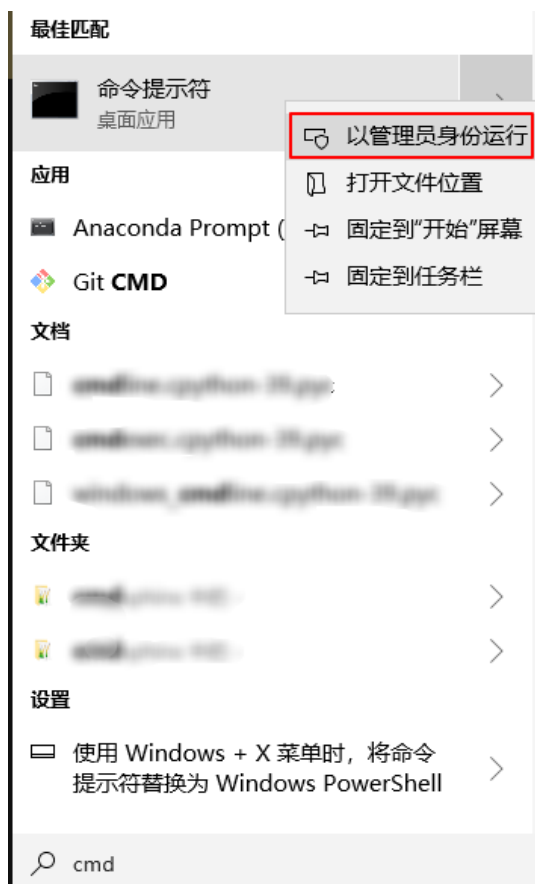 最佳匹配
命令提示符
桌面应用
以管理员身份运行
打开文件位置
固定到“开始”屏幕
固定到任务栏
应用
Anaconda Prompt (
Git CMD
文档
文件夹
设置
使用 Windows + X 菜单时，将命令
提示符替换为 Windows PowerShell
cmd